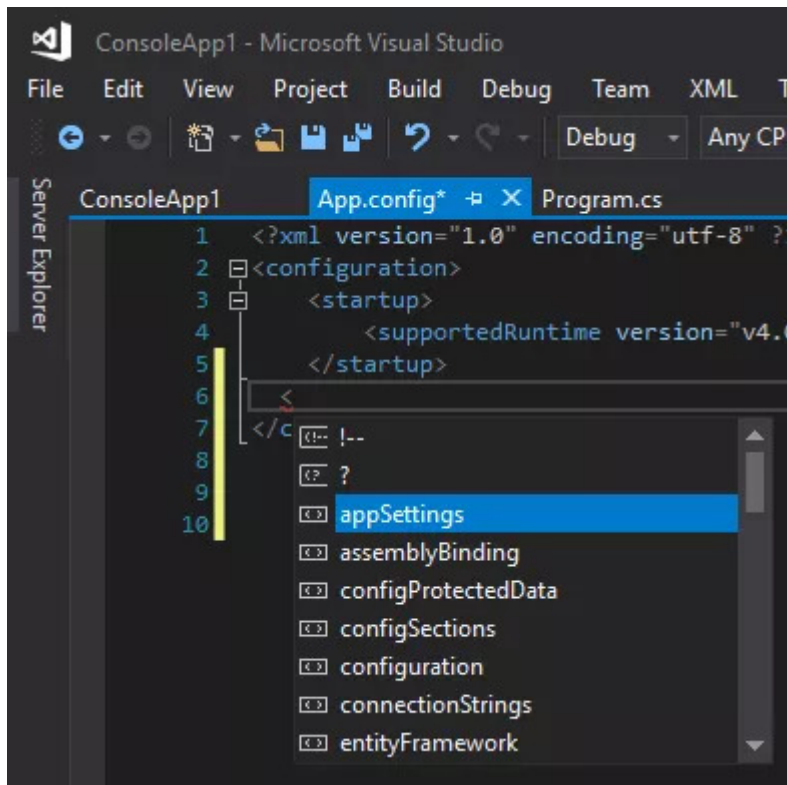 ConsoleApp1 - Microsoft Visual Studio
File Edit View Project Build Debug Team XML
Debug Any CP
Server Explorer
ConsoleApp1 App.config* Program.cs
1 <?xml version="1.0" encoding="utf-8" ?
2 <configuration>
3 <startup>
4 <supportedRuntime version="v4.
5 </startup>
6 <
7 </c
8
9
10
!--
?
appSettings
assemblyBinding
configProtectedData
configSections
configuration
connectionStrings
entityFramework